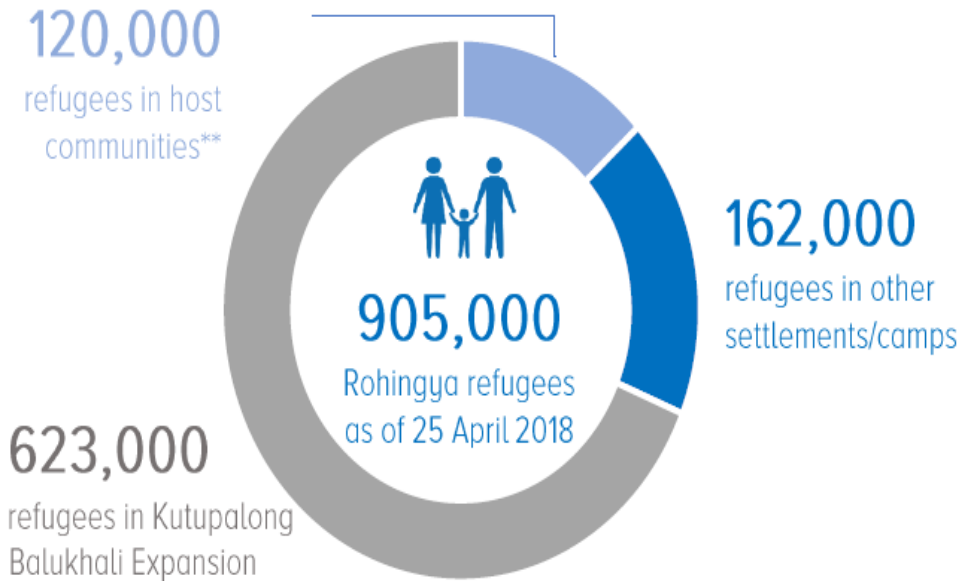 120,000
refugees in host
communities**
905,000
Rohingya refugees
as of 25 April 2018
162,000
refugees in other
settlements/camps
623,000
refugees in Kutupalong
Balukhali Expansion